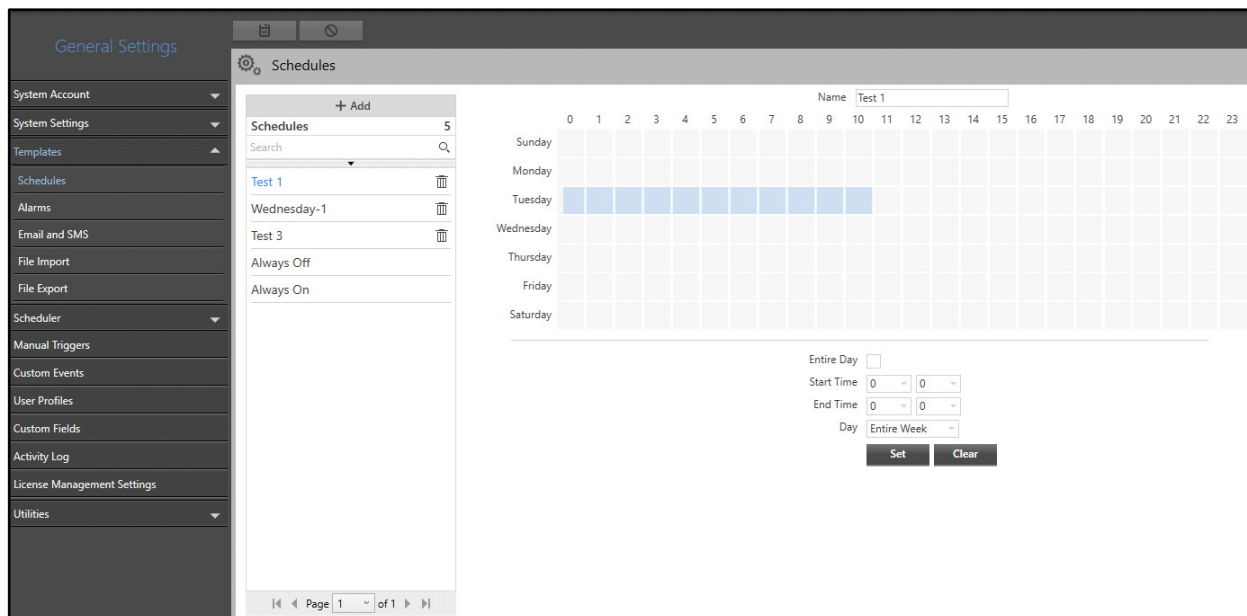 General Settings
System Account
System Settings
Templates
Schedules
Alarms
Email and SMS
File Import
File Export
Scheduler
Manual Triggers
Custom Events
User Profiles
Custom Fields
Activity Log
License Management Settings
Utilities
Schedules
+ Add
Schedules 5
Search
Test 1
Wednesday-1
Test 3
Always Off
Always On
Page 1 of 1
Name Test 1
0 1 2 3 4 5 6 7 8 9 10 11 12 13 14 15 16 17 18 19 20 21 22 23
Sunday
Monday
Tuesday
Wednesday
Thursday
Friday
Saturday
Entire Day
Start Time 0 0
End Time 0 0
Day Entire Week
Set Clear